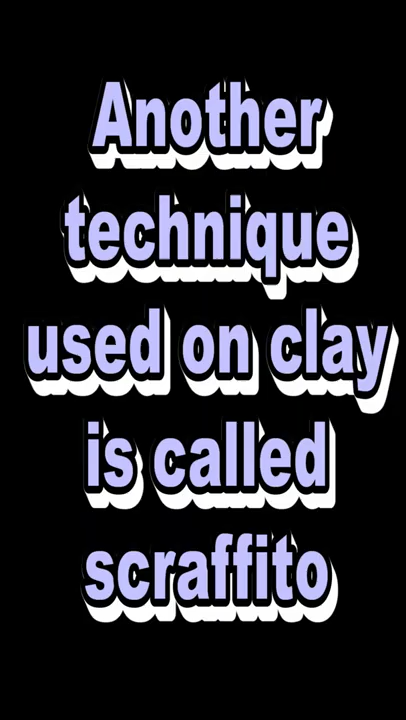 Another
technique
used on clay
is called
scraffito